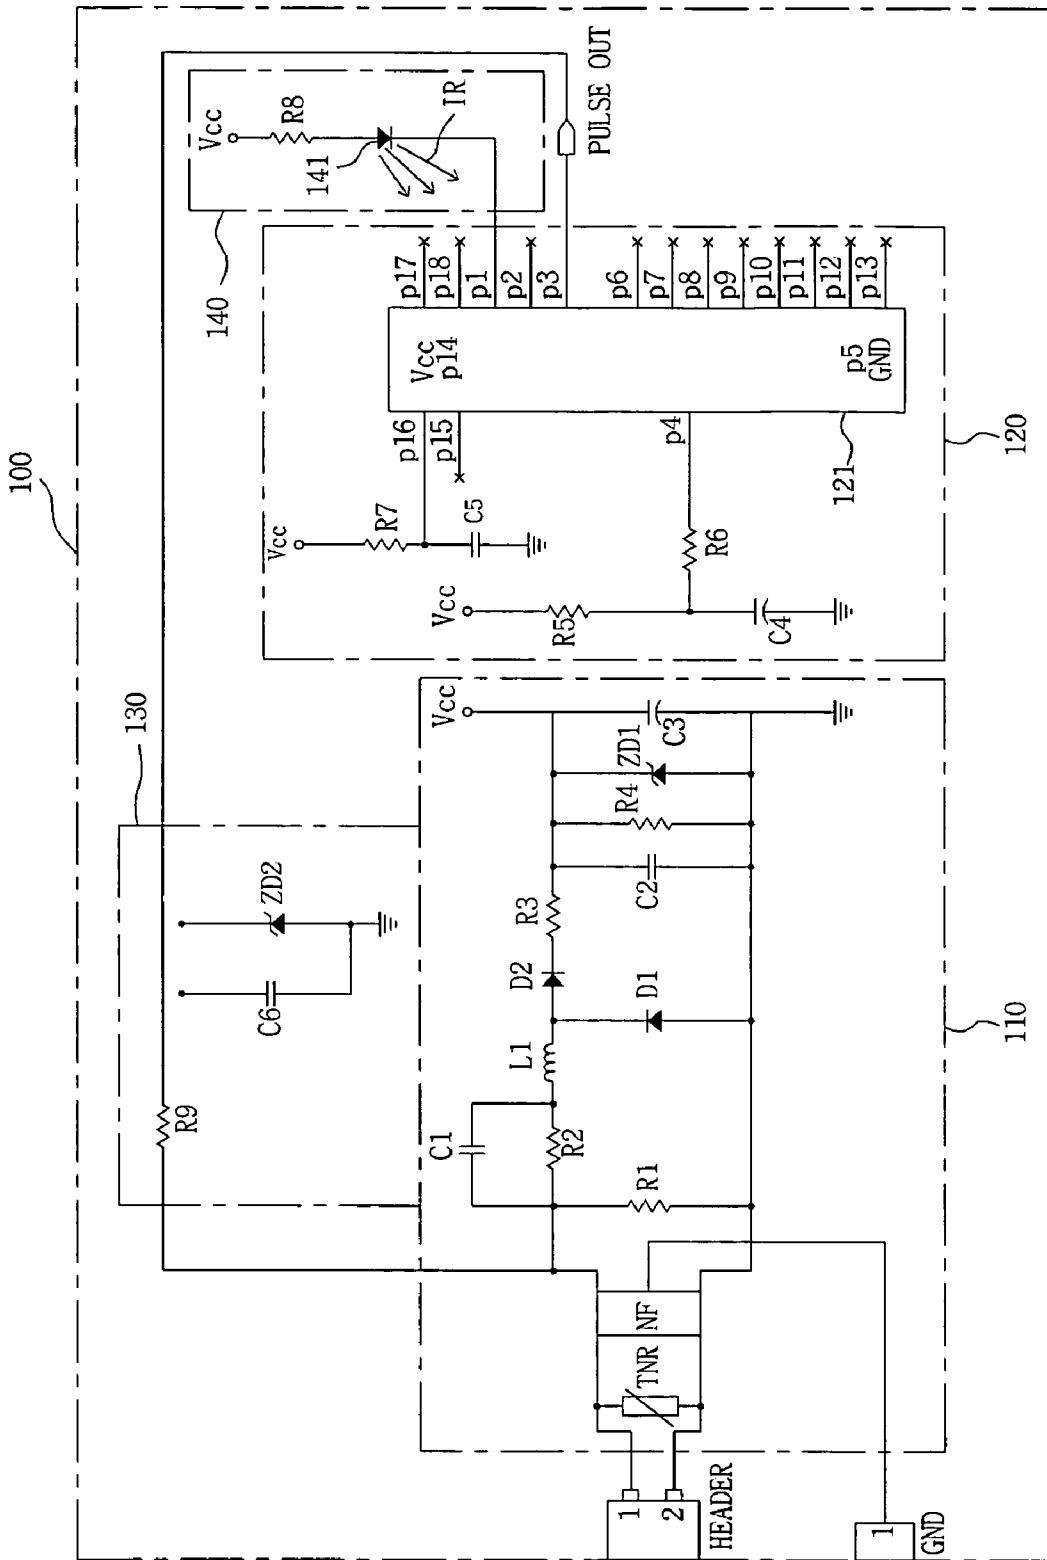 100
Vcc
R8
141
IR
140
PULSE OUT
p17
p18
p1
p2
p3
p6
p7
p8
p9
p10
p11
p12
p13
Vcc
p14
p5
GND
p16
p15
p4
121
120
Vcc
R7
C5
Vcc
R5
R6
C4
130
R9
ZD2
C6
Vcc
C3
ZD1
R4
C2
R3
D2
D1
L1
C1
R2
R1
110
NF
TNR
1
2
HEADER
1
GND